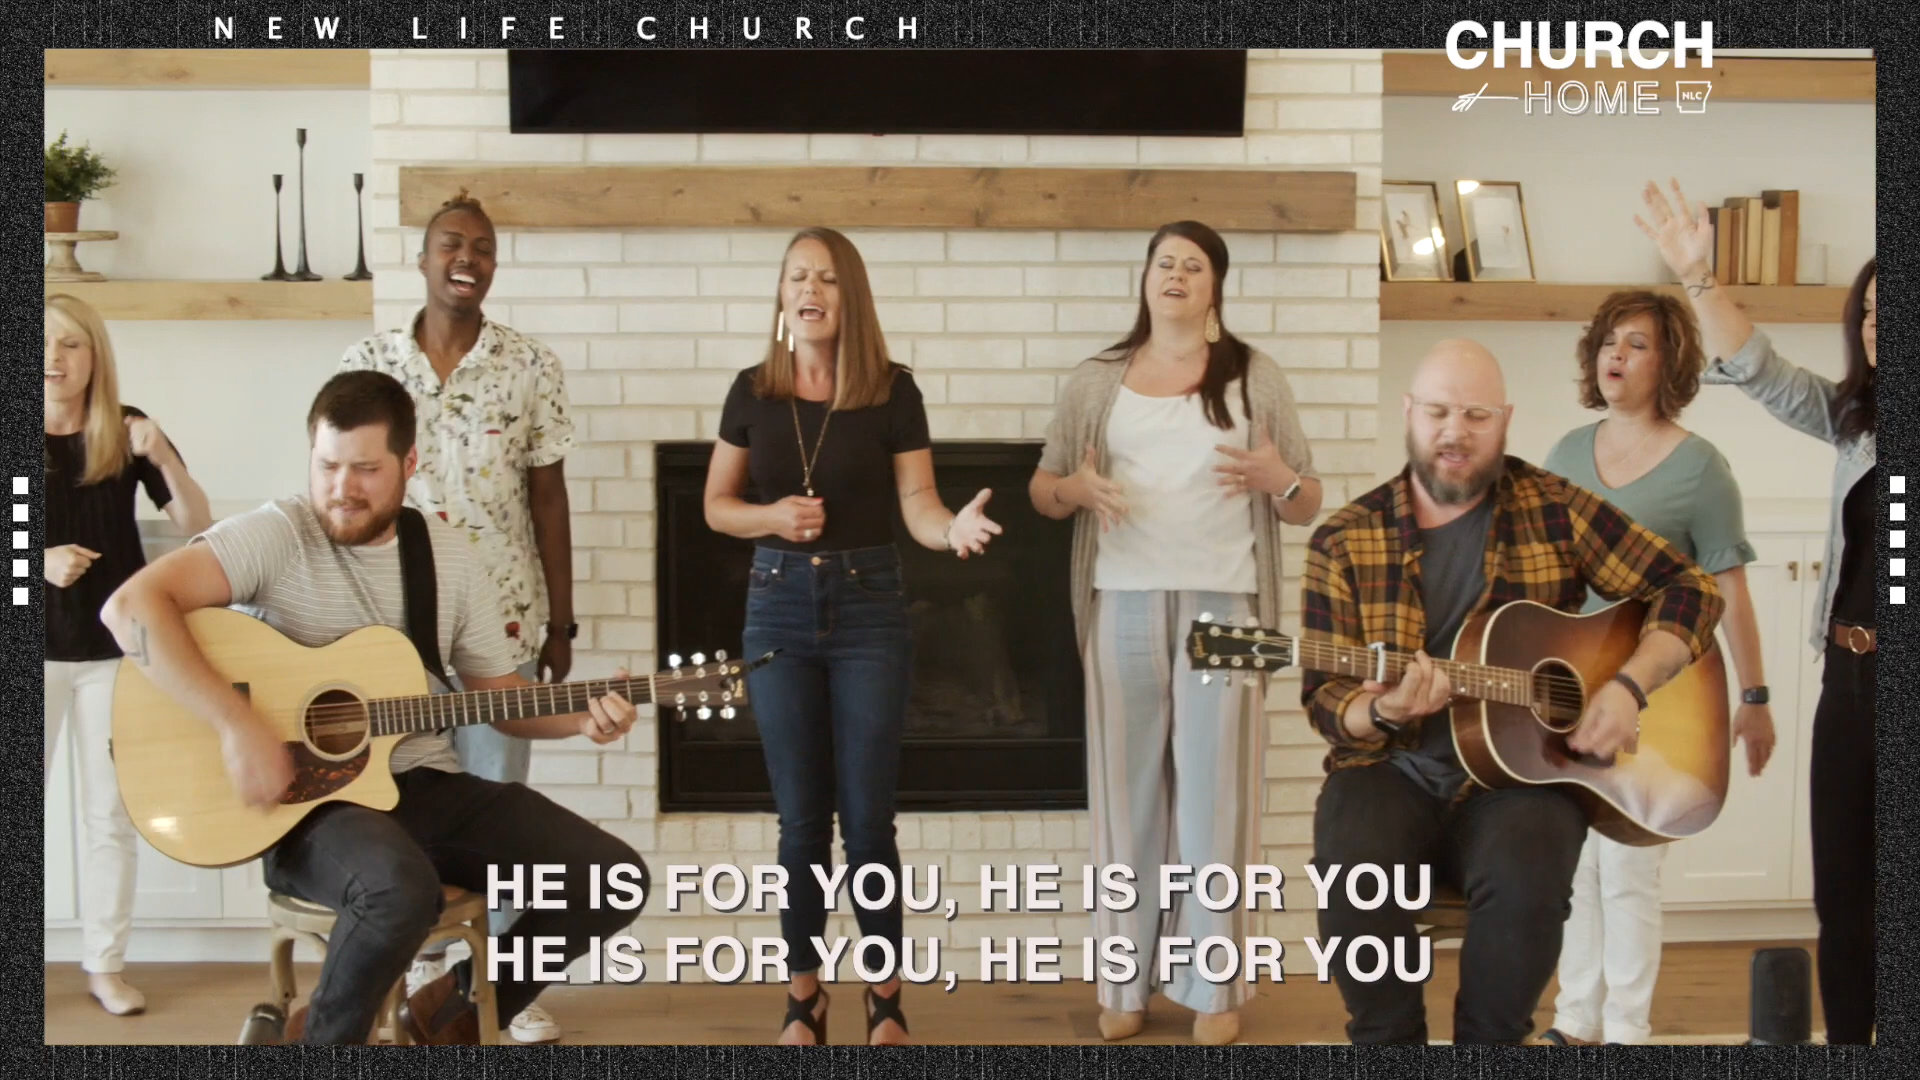 NEW LIFE CHURCH
CHURCH
at HOME NLC
HE IS FOR YOU, HE IS FOR YOU
HE IS FOR YOU, HE IS FOR YOU